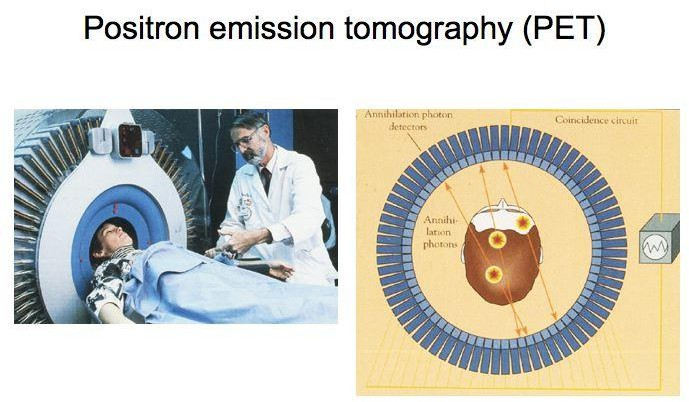 Positron emission tomography (PET)
Annihilation photon
detectors
Coincidence circuit
Annihi-
lation
photons